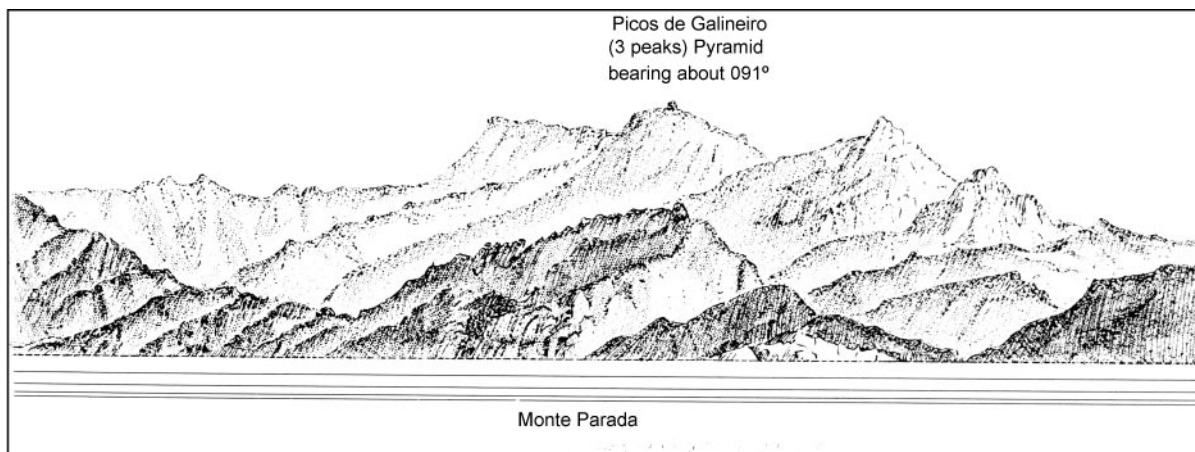 Picos de Galineiro
(3 peaks) Pyramid
bearing about 091º
Monte Parada